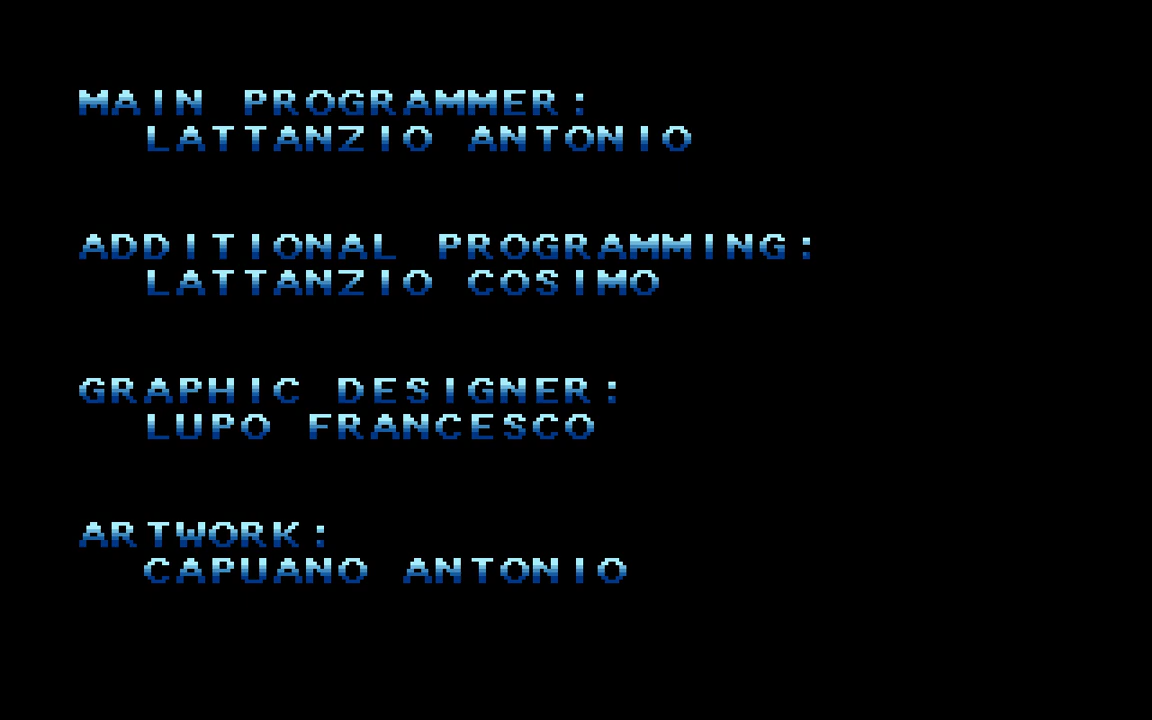 MAIN PROGRAMMER:
LATTANZIO ANTONIO
ADDITIONAL PROGRAMMING:
LATTANZIO COSIMO
GRAPHIC DESIGNER:
LUPO FRANCESCO
ARTWORK:
CAPUANO ANTONIO